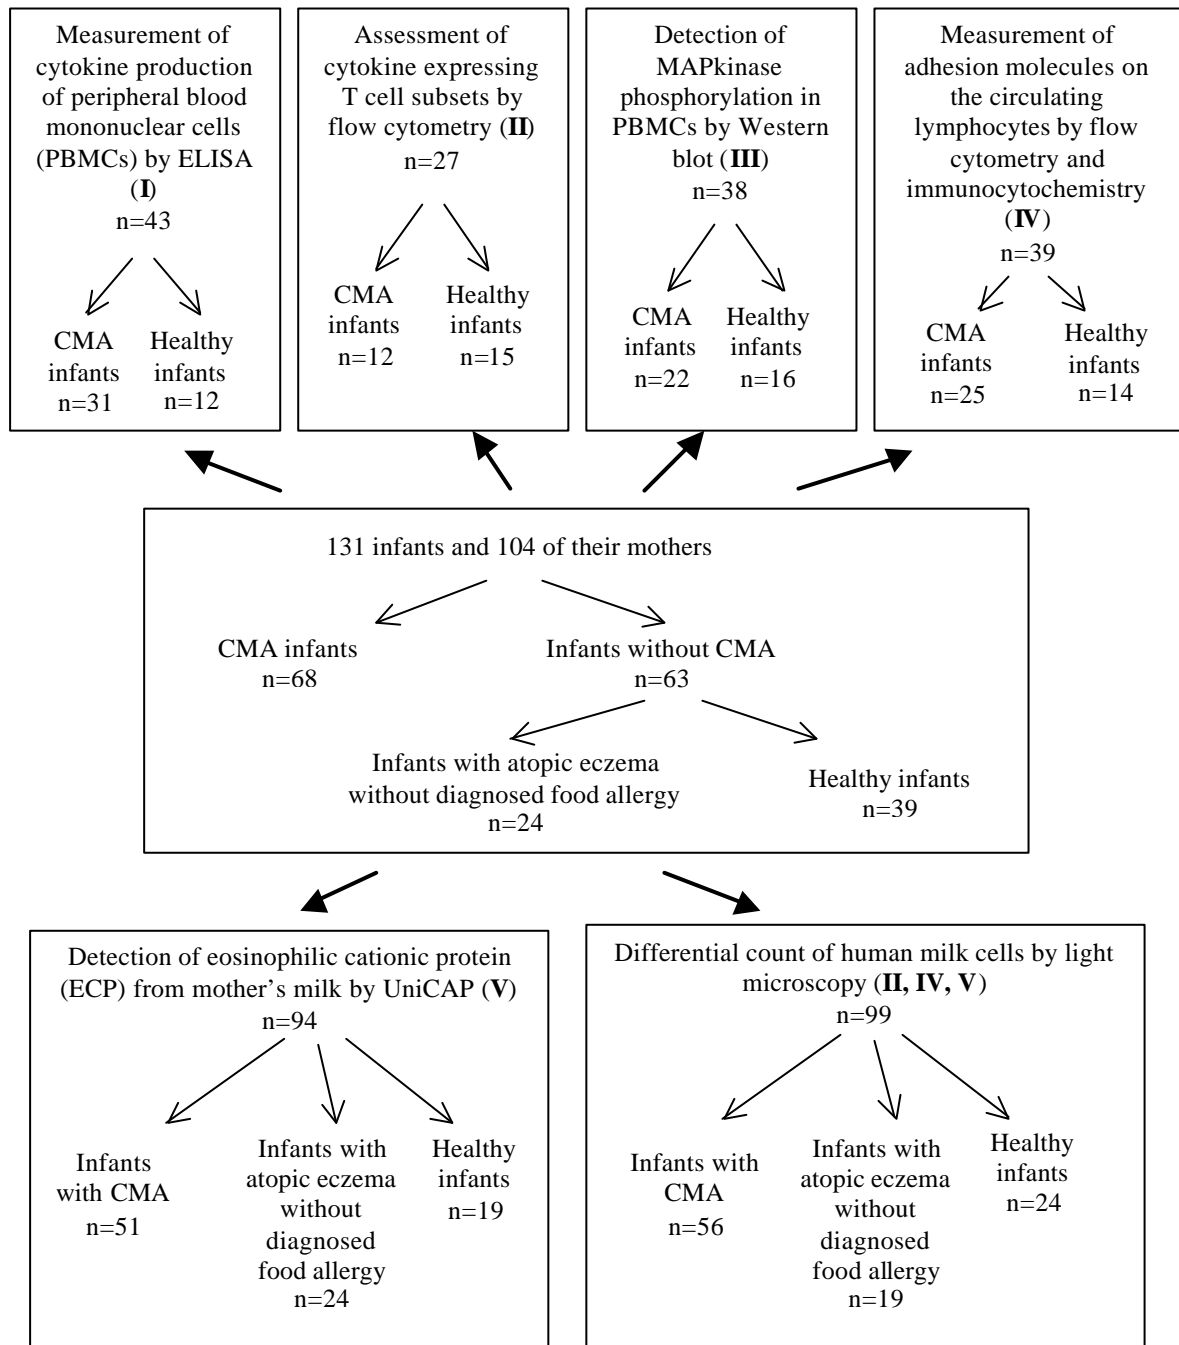 Measurement of
cytokine production
of peripheral blood
mononuclear cells
(PBMCs) by ELISA
(I)
n=43
CMA
infants
n=31
Healthy
infants
n=12
Assessment of
cytokine expressing
T cell subsets by
flow cytometry (II)
n=27
CMA
infants
n=12
Healthy
infants
n=15
Detection of
MAPkinase
phosphorylation in
PBMCs by Western
blot (III)
n=38
CMA
infants
n=22
Healthy
infants
n=16
Measurement of
adhesion molecules on
the circulating
lymphocytes by flow
cytometry and
immunocytochemistry
(IV)
n=39
CMA
infants
n=25
Healthy
infants
n=14
131 infants and 104 of their mothers
CMA infants
n=68
Infants without CMA
n=63
Infants with atopic eczema
without diagnosed food allergy
n=24
Healthy infants
n=39
Detection of eosinophilic cationic protein
(ECP) from mother’s milk by UniCAP (V)
n=94
Infants
with CMA
n=51
Infants with
atopic eczema
without
diagnosed
food allergy
n=24
Healthy
infants
n=19
Differential count of human milk cells by light
microscopy (II, IV, V)
n=99
Infants with
CMA
n=56
Infants with
atopic eczema
without
diagnosed
food allergy
n=19
Healthy
infants
n=24